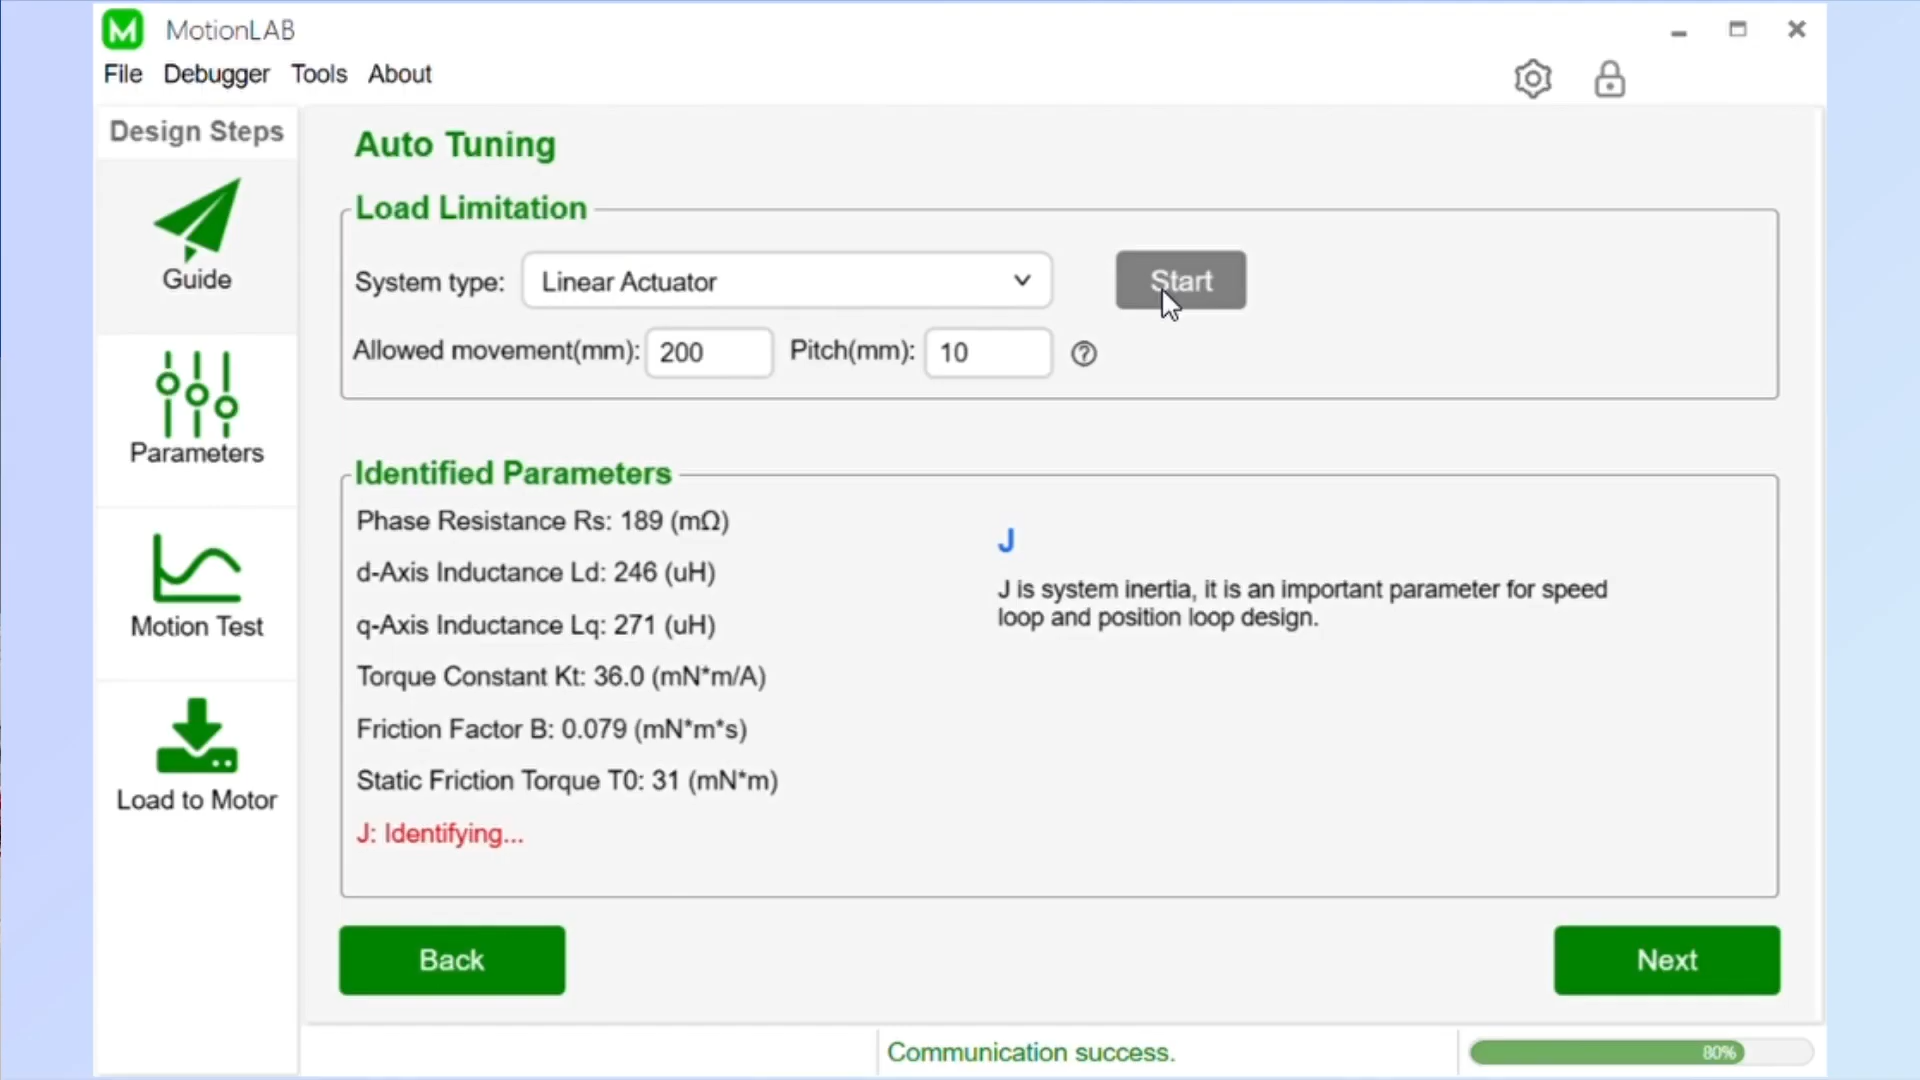 MotionLAB
File Debugger Tools About
Design Steps
Guide
Parameters
Motion Test
Load to Motor
Auto Tuning
Load Limitation
System type: Linear Actuator
Start
Allowed movement(mm): 200 Pitch(mm): 10
Identified Parameters
Phase Resistance Rs: 189 (mΩ)
d-Axis Inductance Ld: 246 (uH)
q-Axis Inductance Lq: 271 (uH)
Torque Constant Kt: 36.0 (mN*m/A)
Friction Factor B: 0.079 (mN*m*s)
Static Friction Torque T0: 31 (mN*m)
J: Identifying...
J
J is system inertia, it is an important parameter for speed
loop and position loop design.
Back
Next
Communication success.
80%